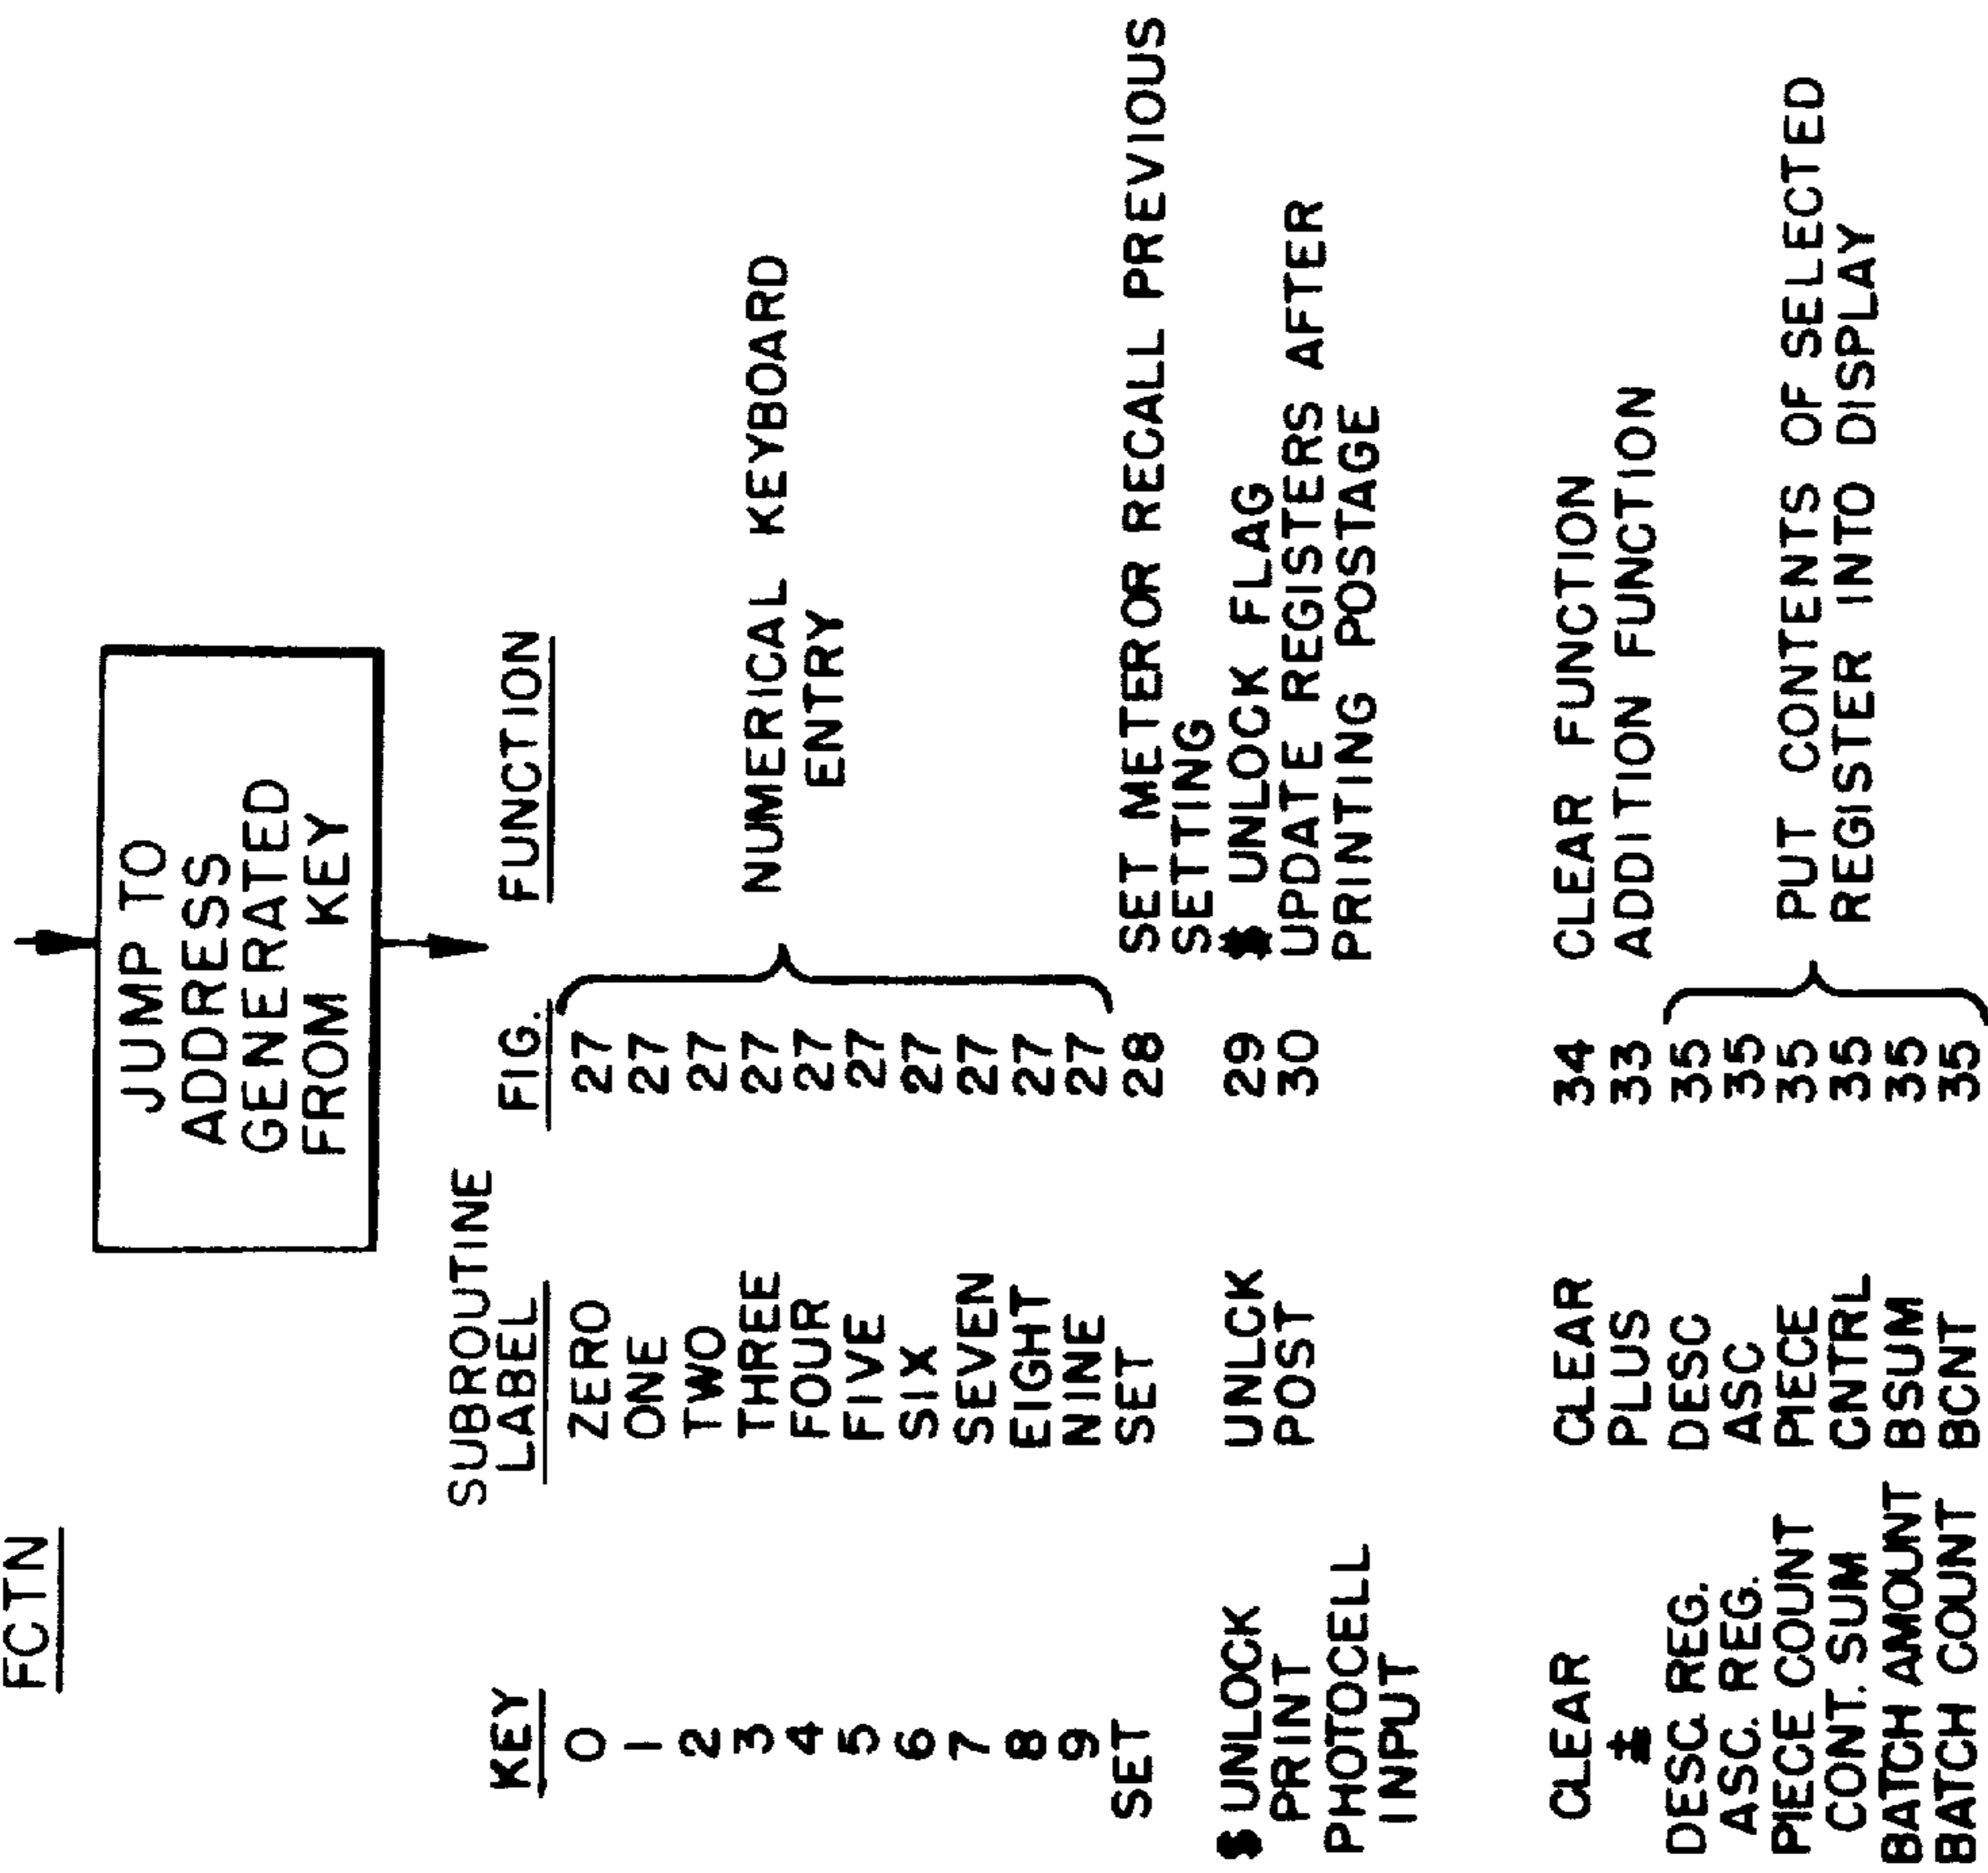 FCTN
JUMP TO
ADDRESS
GENERATED
FROM KEY
KEY SUBROUTINE LABEL FIG. FUNCTION
0 ZERO 27
1 ONE 27
2 TWO 27
3 THREE 27 NUMERICAL KEYBOARD
4 FOUR 27 ENTRY
5 FIVE 27
6 SIX 27
7 SEVEN 27
8 EIGHT 27
9 NINE 27
SET SET 28 SET METEROR RECALL PREVIOUS
SETTING
$ UNLOCK UNLCK 29 $ UNLOCK FLAG
PRINT POST 30 UPDATE REGISTERS AFTER
PHOTOCELL PRINTING POSTAGE
INPUT
CLEAR CLEAR 34 CLEAR FUNCTION
± PLUS 33 ADDITION FUNCTION
DESC. REG. DESC 35
ASC. REG. ASC 35
PIECE COUNT PIECE 35 PUT CONTENTS OF SELECTED
CONT. SUM CNTRL 35 REGISTER INTO DISPLAY
BATCH AMOUNT BSUM 35
BATCH COUNT BCNT 35